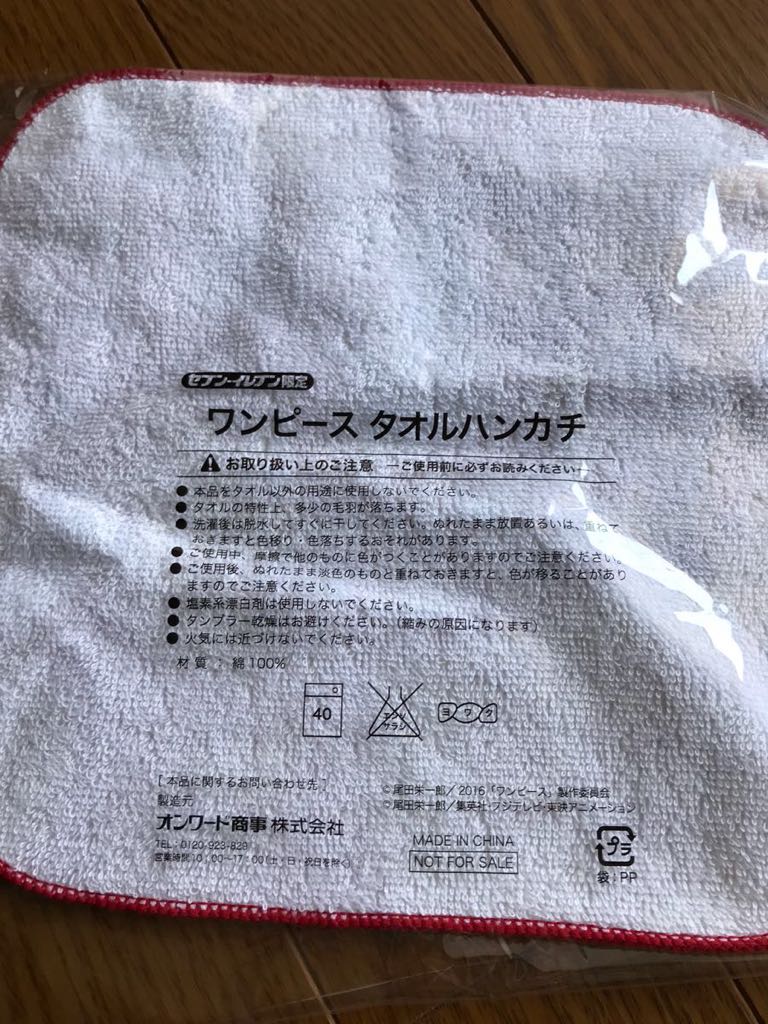 セブン-イレブン限定
ワンピース タオルハンカチ
お取り扱い上のご注意 —ご使用前に必ずお読みください—
● 本品をタオル以外の用途に使用しないでください。
● タオルの特性上、多少の毛羽が落ちます。
● 洗濯後は脱水してすぐに干してください。ぬれたまま放置あるいは、重ねて
おきますと色移り・色落ちするおそれがあります。
● ご使用中、摩擦で他のものに色がつくことがありますのでご注意ください。
● ご使用後、ぬれたまま淡色のものと重ねておきますと、色が移ることがあり
ますのでご注意ください。
● 塩素系漂白剤は使用しないでください。
● タンブラー乾燥はお避けください。(縮みの原因になります)
● 火気には近づけないでください。
材質：綿100%
40
エンソ
サラシ
ヨワク
[本品に関するお問い合わせ先]
製造元
オンワード商事株式会社
TEL：0120-923-829
営業時間10：00〜17：00(土・日・祝日を除く)
©尾田栄一郎／2016「ワンピース」製作委員会
©尾田栄一郎／集英社・フジテレビ・東映アニメーション
MADE IN CHINA
NOT FOR SALE
プラ
袋：PP